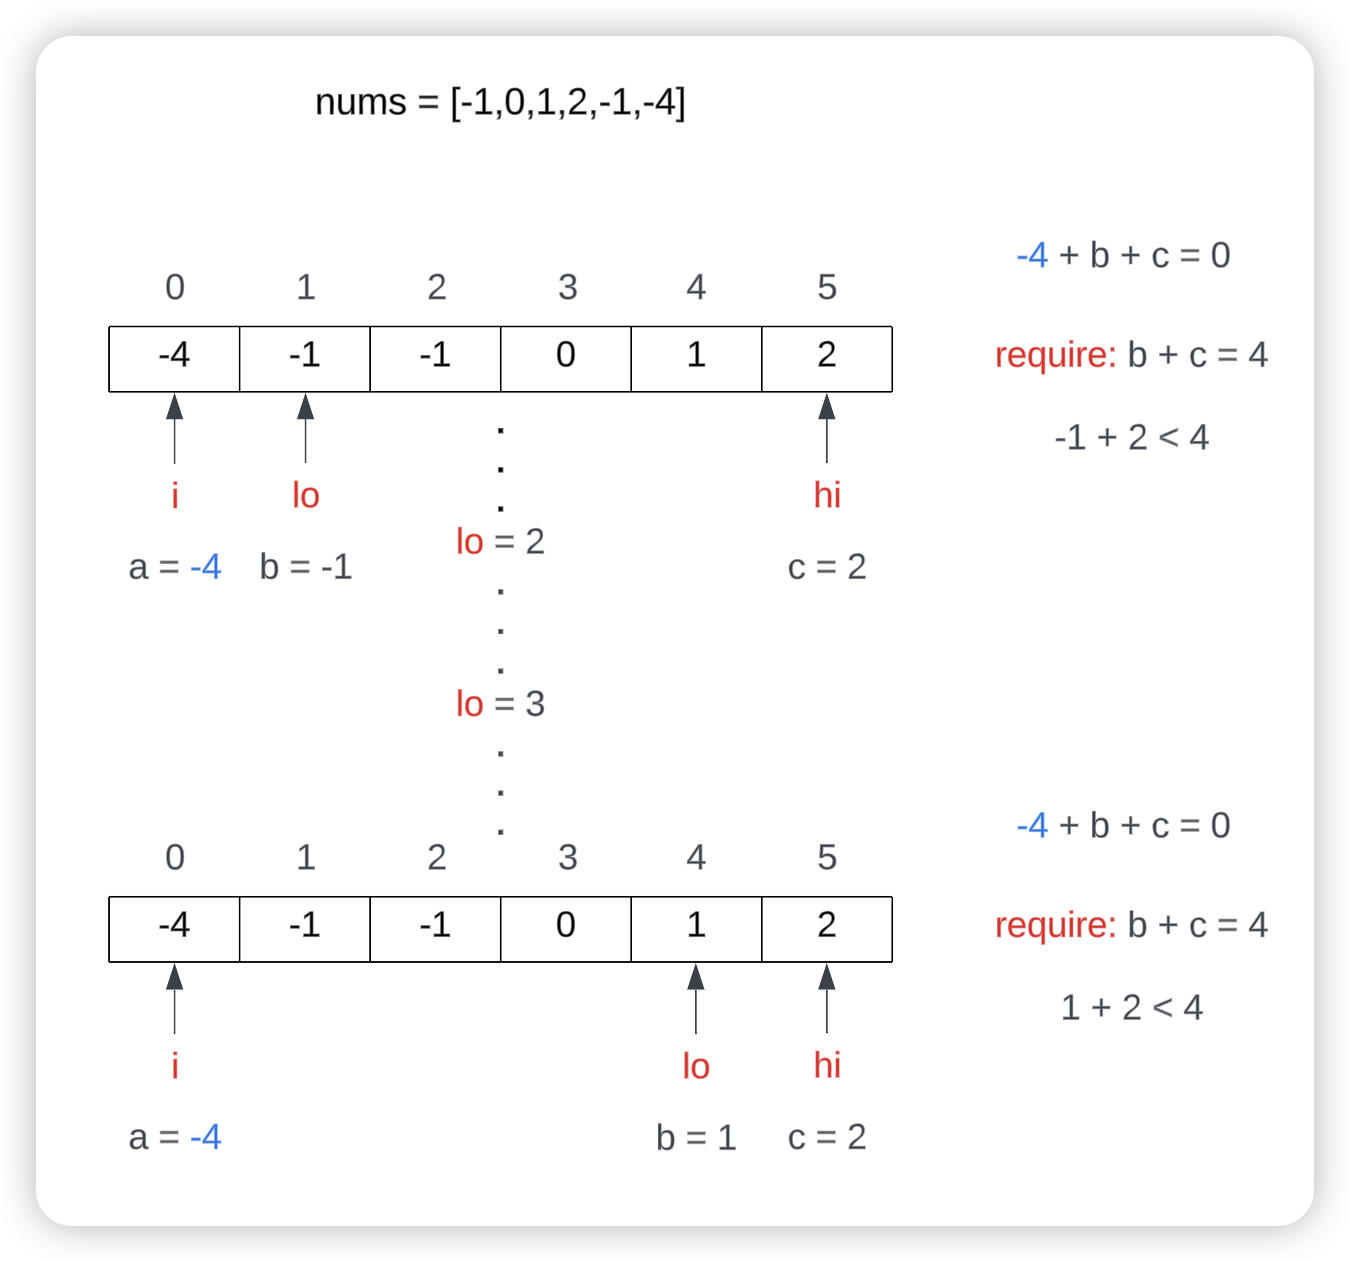 nums = [-1,0,1,2,-1,-4]
-4 + b + c = 0
0 1 2 3 4 5
-4 -1 -1 0 1 2
require: b + c = 4
-1 + 2 < 4
i lo hi
lo = 2
a = -4 b = -1 c = 2
lo = 3
-4 + b + c = 0
0 1 2 3 4 5
-4 -1 -1 0 1 2
require: b + c = 4
1 + 2 < 4
i lo hi
a = -4 b = 1 c = 2